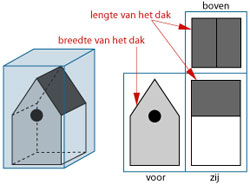 boven
lengte van het dak
breedte van het dak
voor
zij